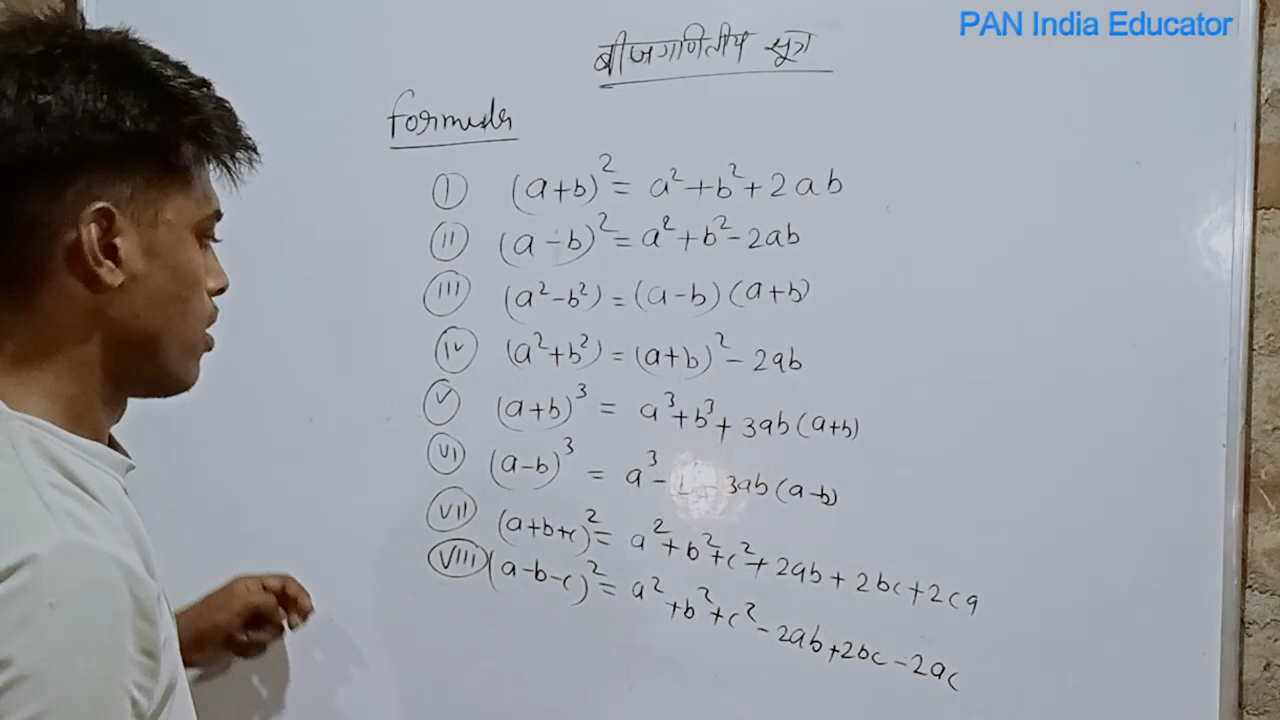 PAN India Educator
बीजगणितीय सूत्र
(I) (a+b)² = a² + b² + 2ab
(II) (a-b)² = a² + b² - 2ab
(III) (a²-b²) = (a-b) (a+b)
(IV) (a²+b²) = (a+b)² - 2ab
(V) (a+b)³ = a³ + b³ + 3ab (a+b)
(VI) (a-b)³ = a³ - 3ab (a-b)
(VII) (a+b+c)² = a² + b² + c² + 2ab + 2bc + 2ca
(VIII) (a-b-c)² = a² + b² + c² - 2ab + 2bc - 2ac